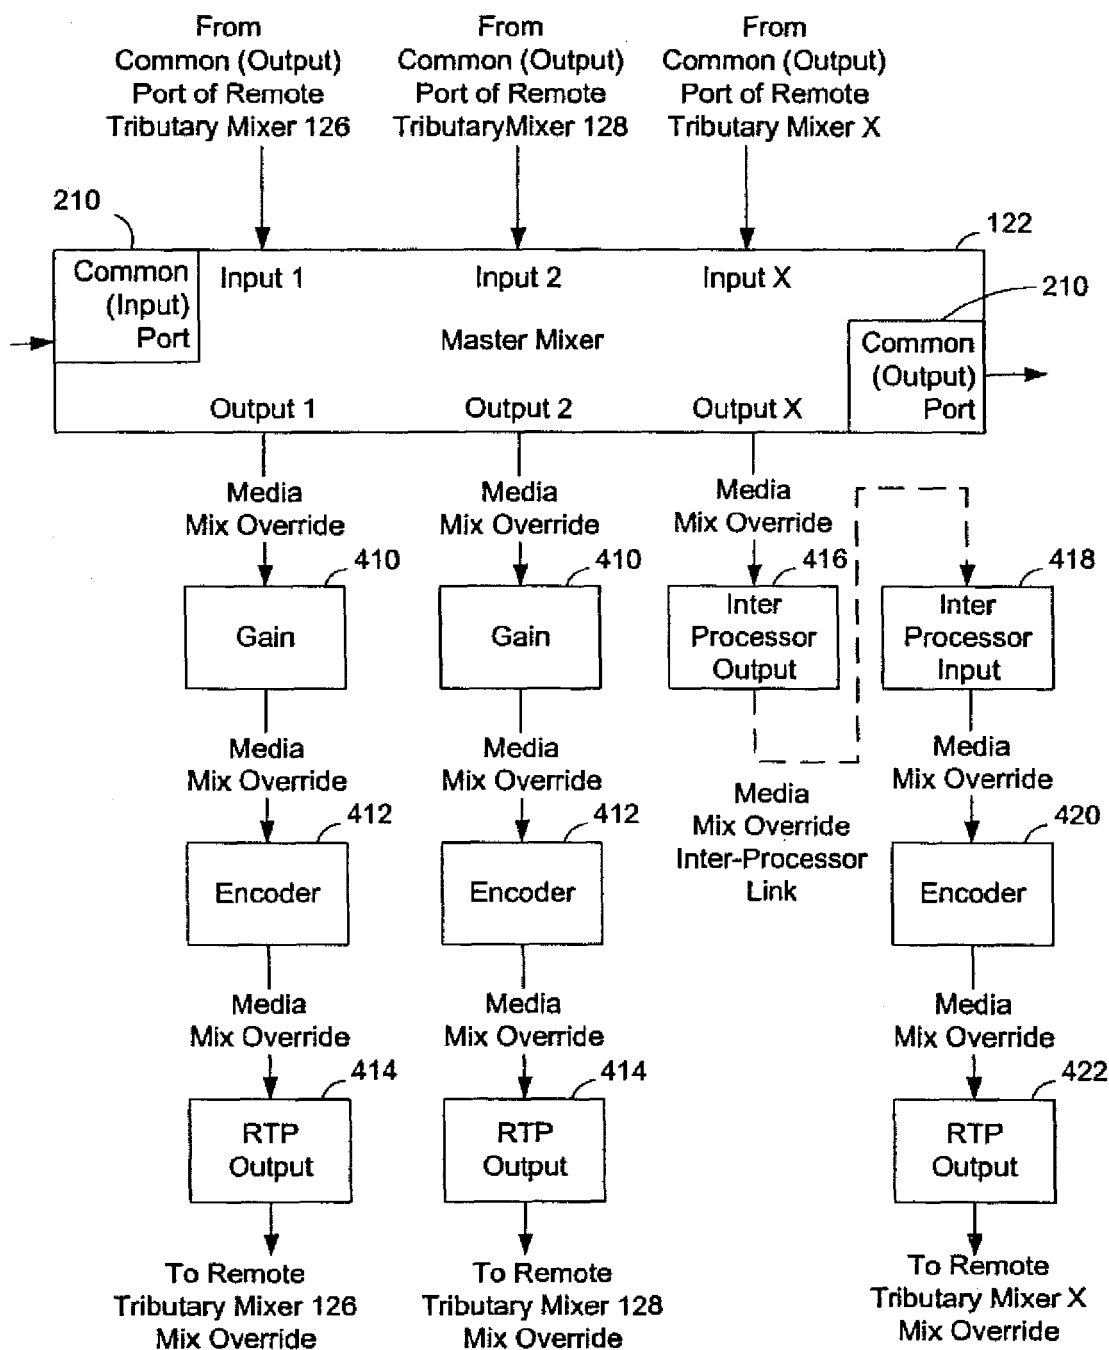 From
Common (Output)
Port of Remote
Tributary Mixer 126
From
Common (Output)
Port of Remote
TributaryMixer 128
From
Common (Output)
Port of Remote
Tributary Mixer X
210
122
Common
(Input)
Port
Input 1
Input 2
Input X
210
Master Mixer
Common
(Output)
Port
Output 1
Output 2
Output X
Media
Mix Override
Media
Mix Override
Media
Mix Override
410
410
416
418
Gain
Gain
Inter
Processor
Output
Inter
Processor
Input
Media
Mix Override
Media
Mix Override
Media
Mix Override
Inter-Processor
Link
Media
Mix Override
412
412
420
Encoder
Encoder
Encoder
Media
Mix Override
Media
Mix Override
Media
Mix Override
414
414
422
RTP
Output
RTP
Output
RTP
Output
To Remote
Tributary Mixer 126
Mix Override
To Remote
Tributary Mixer 128
Mix Override
To Remote
Tributary Mixer X
Mix Override